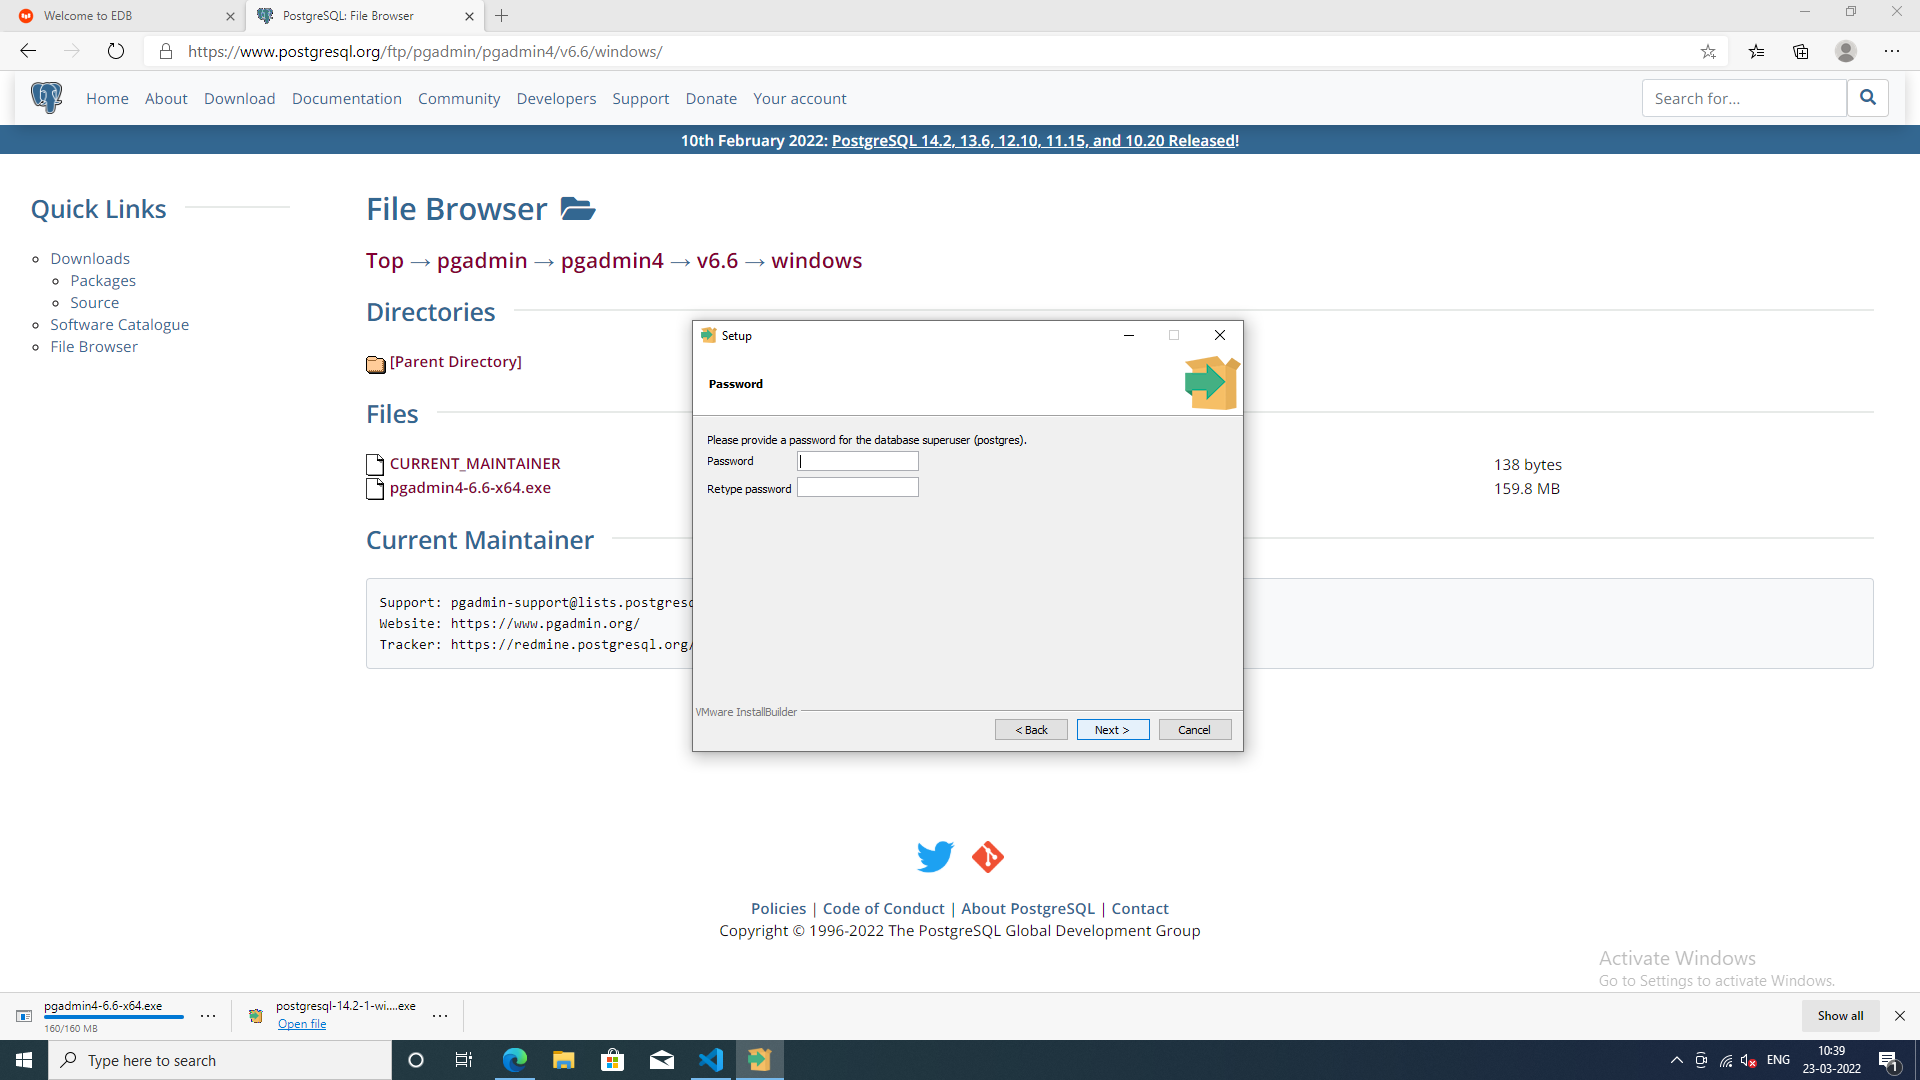 Welcome to EDB
PostgreSQL: File Browser
https://www.postgresql.org/ftp/pgadmin/pgadmin4/v6.6/windows/
Home About Download Documentation Community Developers Support Donate Your account
Search for...
10th February 2022: PostgreSQL 14.2, 13.6, 12.10, 11.15, and 10.20 Released!
Quick Links
Downloads
Packages
Source
Software Catalogue
File Browser
File Browser
Top → pgadmin → pgadmin4 → v6.6 → windows
Directories
[Parent Directory]
Files
CURRENT_MAINTAINER
138 bytes
pgadmin4-6.6-x64.exe
159.8 MB
Current Maintainer
Support: pgadmin-support@lists.postgres
Website: https://www.pgadmin.org/
Tracker: https://redmine.postgresql.org/
Setup
Password
Please provide a password for the database superuser (postgres).
Password
Retype password
VMware InstallBuilder
< Back
Next >
Cancel
Policies | Code of Conduct | About PostgreSQL | Contact
Copyright © 1996-2022 The PostgreSQL Global Development Group
Activate Windows
Go to Settings to activate Windows.
pgadmin4-6.6-x64.exe
160/160 MB
postgresql-14.2-1-wi....exe
Open file
Show all
Type here to search
ENG
10:39
23-03-2022
1